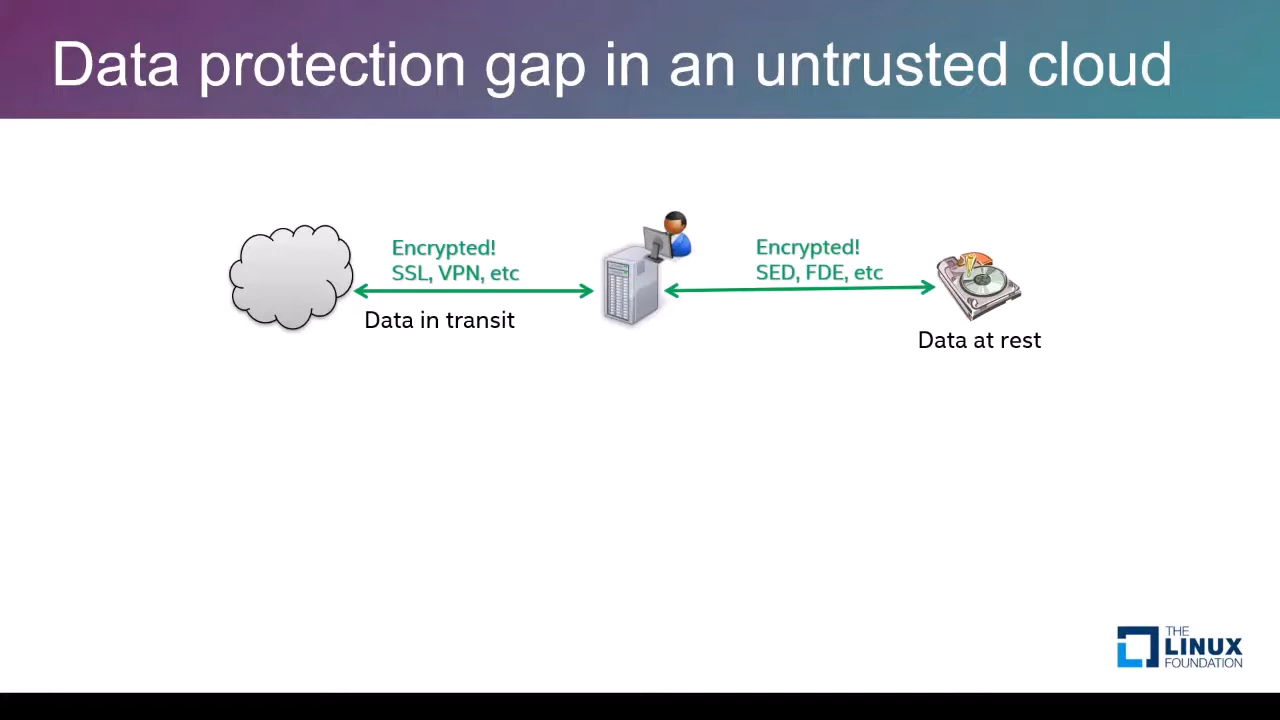 Data protection gap in an untrusted cloud
Encrypted!
SSL, VPN, etc
Data in transit
Encrypted!
SED, FDE, etc
Data at rest
THE
LINUX
FOUNDATION